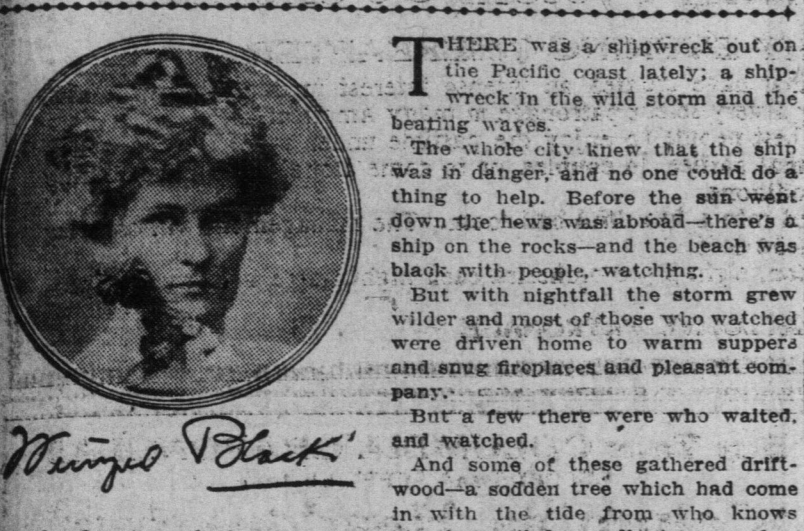 THERE was a shipwreck out on
the Pacific coast lately; a ship-
wreck in the wild storm and the
beating waves.
The whole city knew that the ship
was in danger, and no one could do a
thing to help. Before the sun went
down the news was abroad—there's a
ship on the rocks—and the beach was
black with people, watching.
But with nightfall the storm grew
wilder and most of those who watched
were driven home to warm suppers
and snug fireplaces and pleasant com-
pany.
But a few there were who waited,
and watched.
And some of these gathered drift-
wood—a sodden tree which had come
in with the tide from who knows
Winifred Black